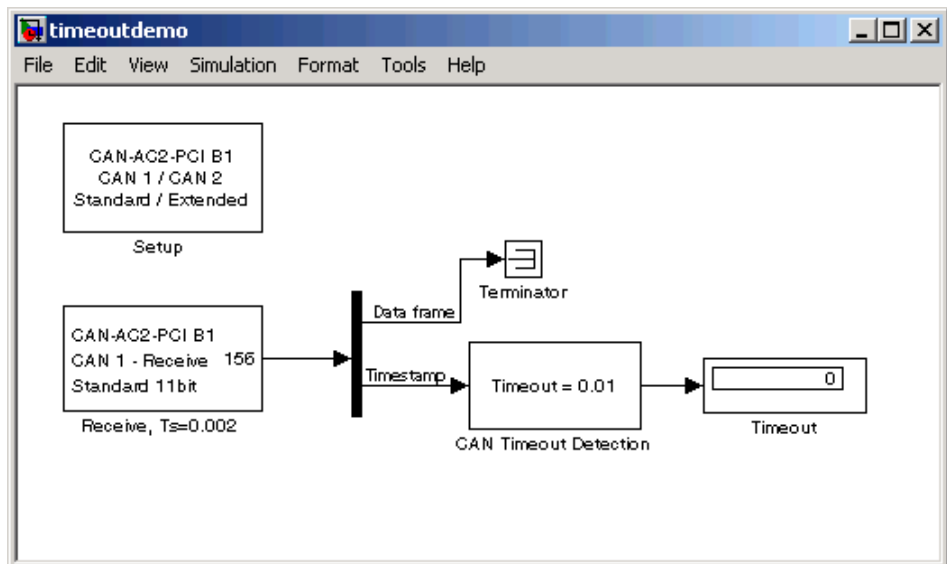 timeoutdemo
File Edit View Simulation Format Tools Help
CAN-AC2-PCI B1
CAN 1 / CAN 2
Standard / Extended
Setup
Terminator
Data frame
CAN-AC2-PCI B1
CAN 1 - Receive 156
Standard 11bit
Receive, Ts=0.002
Timestamp
Timeout = 0.01
CAN Timeout Detection
0
Timeout